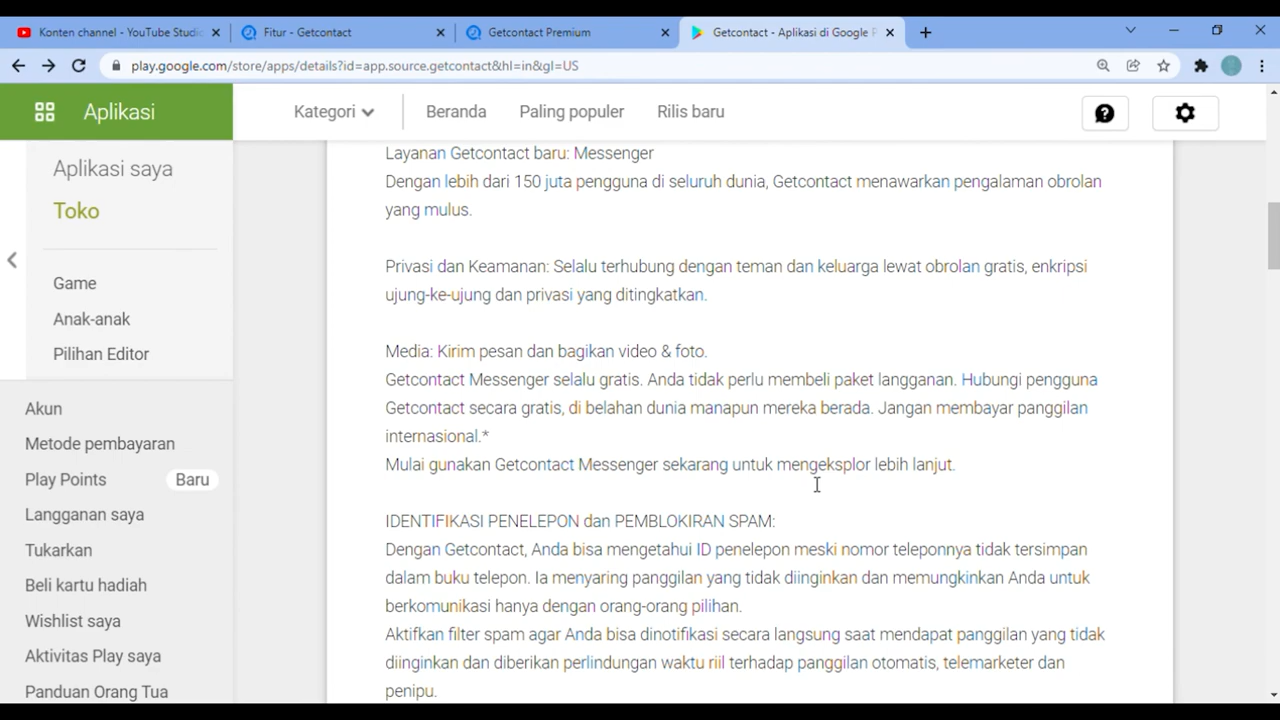 Konten channel - YouTube Studio
Fitur - Getcontact
Getcontact Premium
Getcontact - Aplikasi di Google P
play.google.com/store/apps/details?id=app.source.getcontact&hl=in&gl=US
Aplikasi
Kategori
Beranda
Paling populer
Rilis baru
Aplikasi saya
Toko
Game
Anak-anak
Pilihan Editor
Akun
Metode pembayaran
Play Points
Baru
Langganan saya
Tukarkan
Beli kartu hadiah
Wishlist saya
Aktivitas Play saya
Panduan Orang Tua
Layanan Getcontact baru: Messenger
Dengan lebih dari 150 juta pengguna di seluruh dunia, Getcontact menawarkan pengalaman obrolan
yang mulus.
Privasi dan Keamanan: Selalu terhubung dengan teman dan keluarga lewat obrolan gratis, enkripsi
ujung-ke-ujung dan privasi yang ditingkatkan.
Media: Kirim pesan dan bagikan video & foto.
Getcontact Messenger selalu gratis. Anda tidak perlu membeli paket langganan. Hubungi pengguna
Getcontact secara gratis, di belahan dunia manapun mereka berada. Jangan membayar panggilan
internasional.*
Mulai gunakan Getcontact Messenger sekarang untuk mengeksplor lebih lanjut.
IDENTIFIKASI PENELEPON dan PEMBLOKIRAN SPAM:
Dengan Getcontact, Anda bisa mengetahui ID penelepon meski nomor teleponnya tidak tersimpan
dalam buku telepon. Ia menyaring panggilan yang tidak diinginkan dan memungkinkan Anda untuk
berkomunikasi hanya dengan orang-orang pilihan.
Aktifkan filter spam agar Anda bisa dinotifikasi secara langsung saat mendapat panggilan yang tidak
diinginkan dan diberikan perlindungan waktu riil terhadap panggilan otomatis, telemarketer dan
penipu.